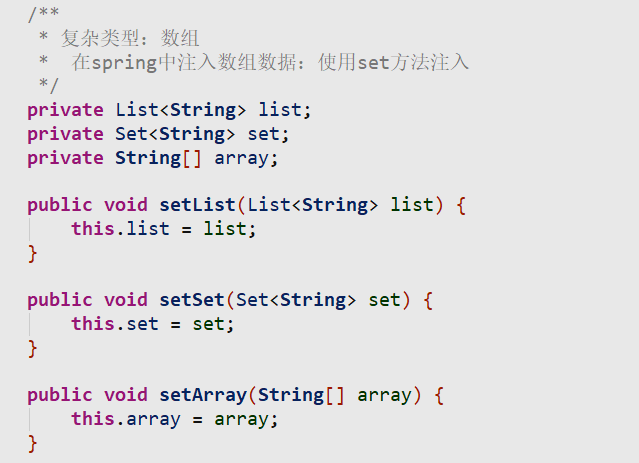 /**
 * 复杂类型：数组
 *  在spring中注入数组数据：使用set方法注入
 */
private List<String> list;
private Set<String> set;
private String[] array;

public void setList(List<String> list) {
    this.list = list;
}

public void setSet(Set<String> set) {
    this.set = set;
}

public void setArray(String[] array) {
    this.array = array;
}